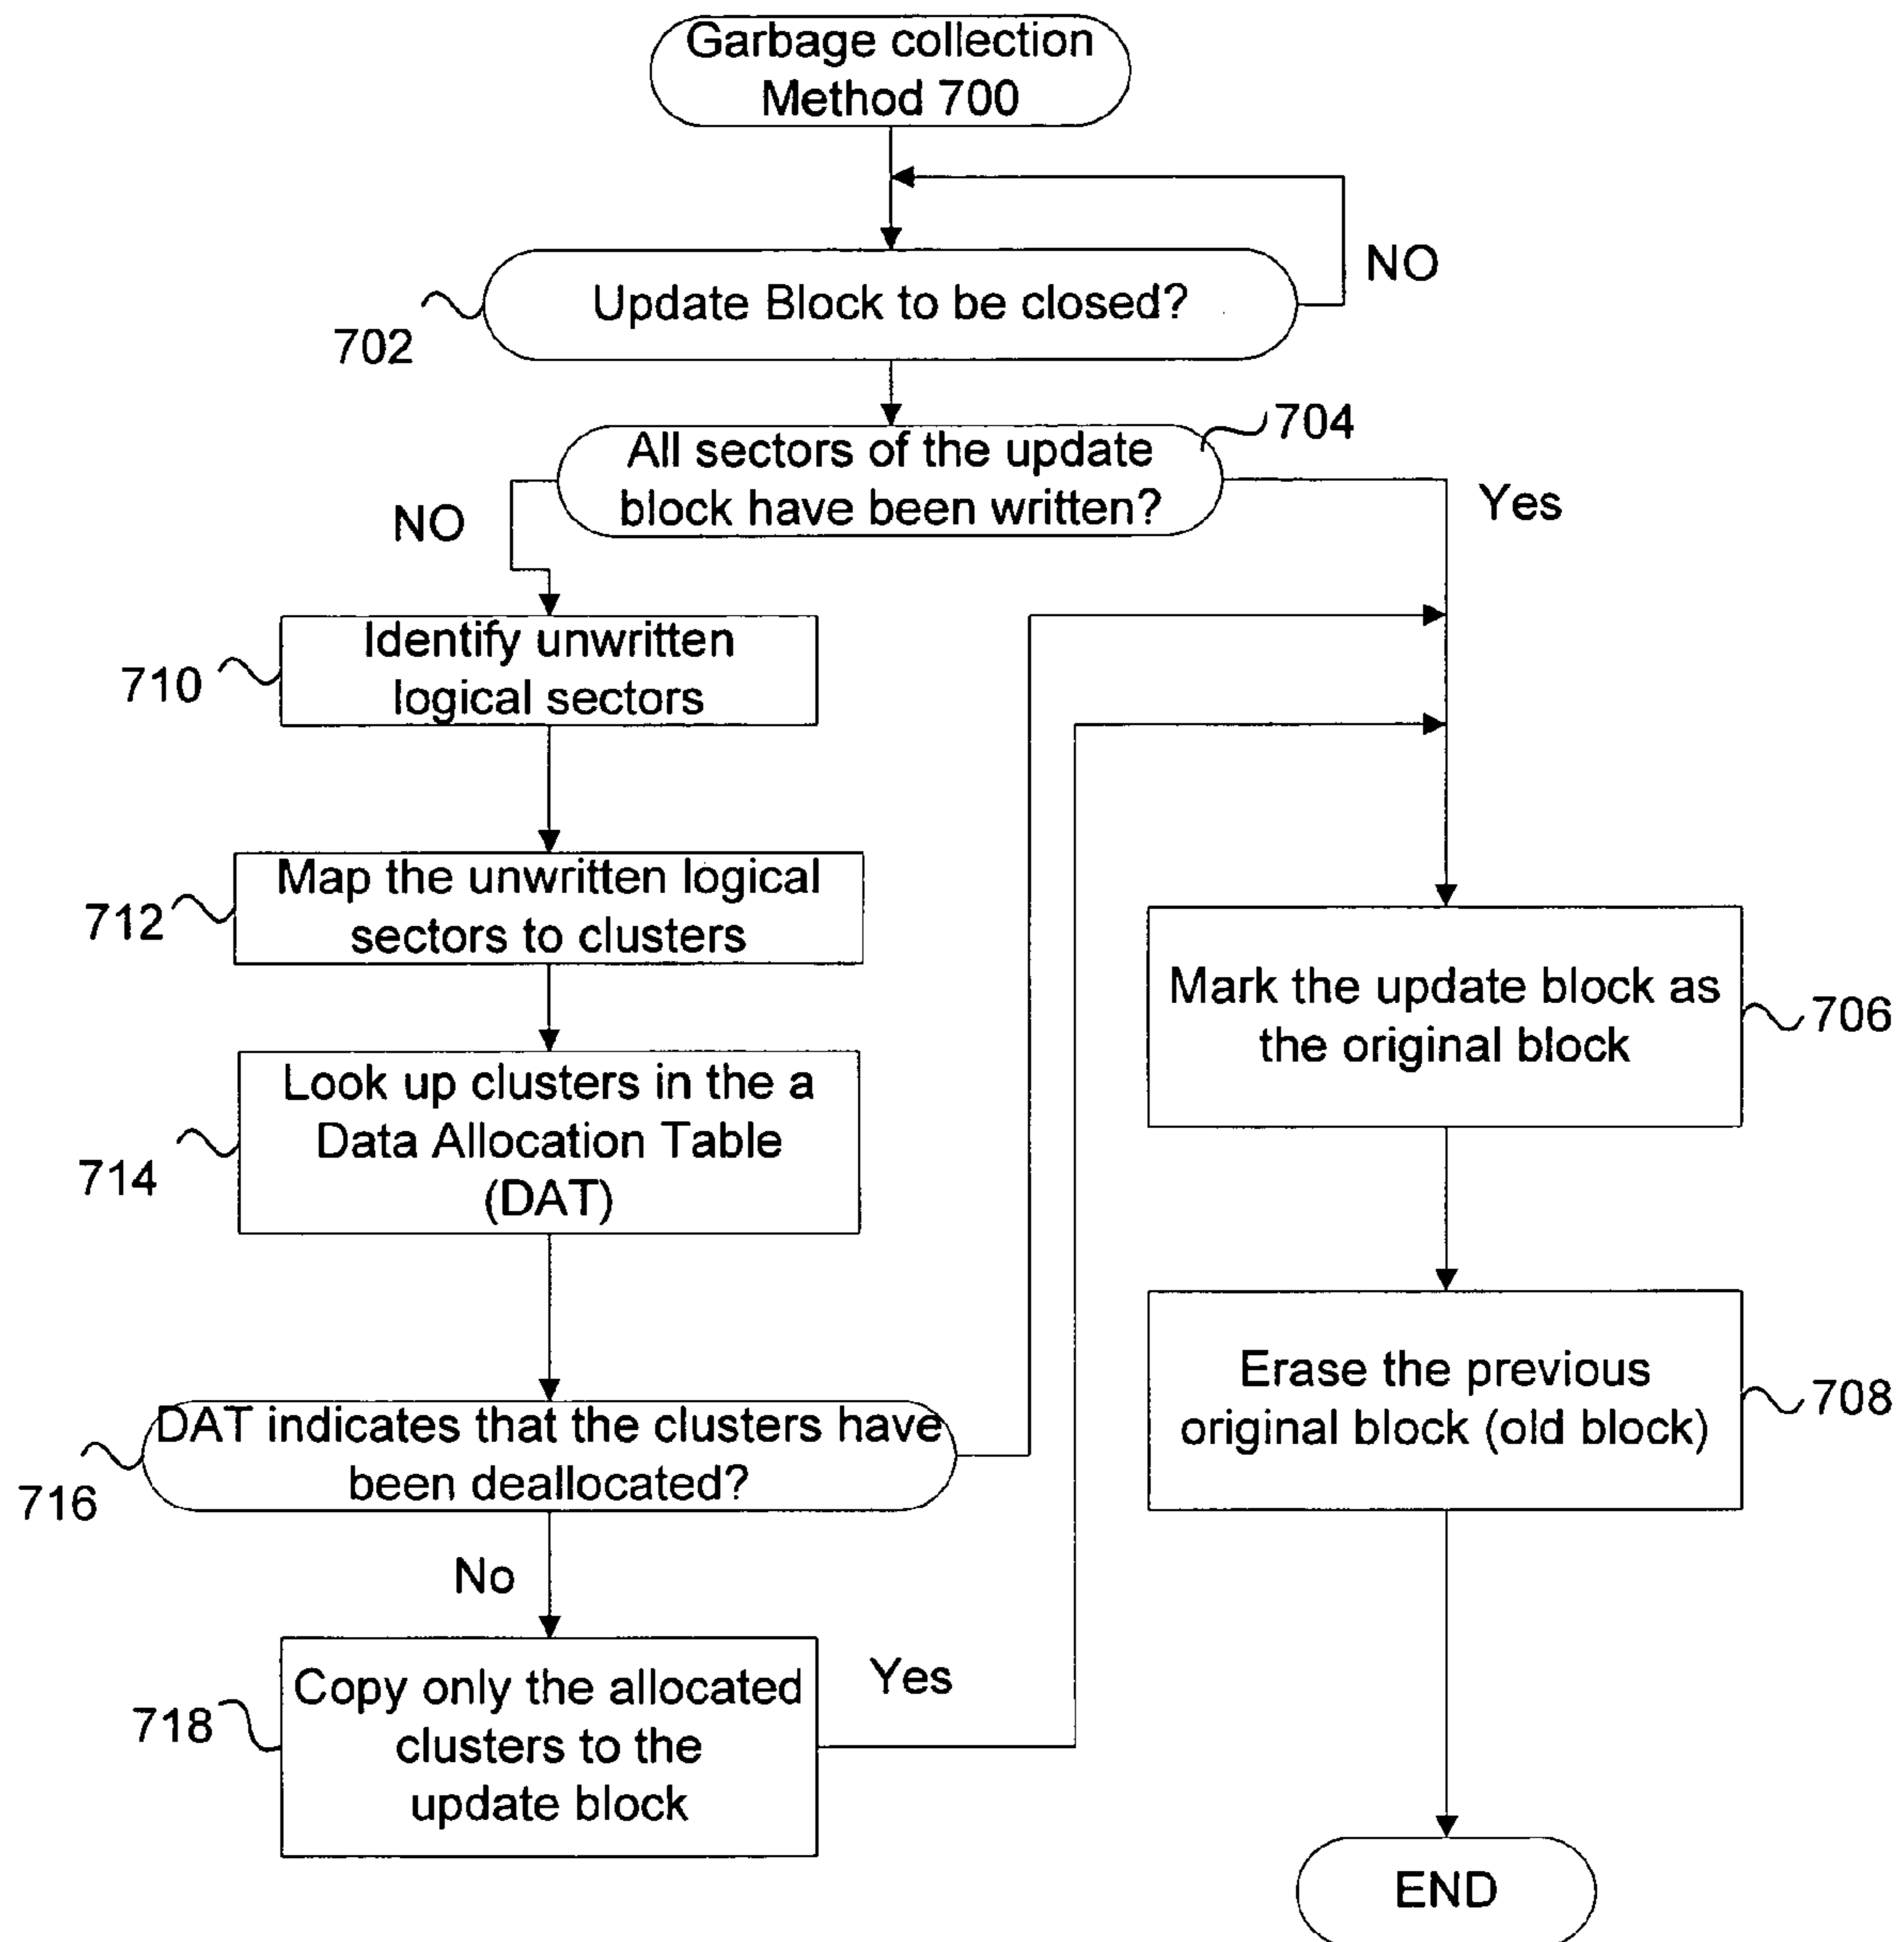 Garbage collection
Method 700
NO
Update Block to be closed?
702
704
All sectors of the update
block have been written?
NO
Yes
Identify unwritten
logical sectors
710
Map the unwritten logical
sectors to clusters
712
Mark the update block as
the original block
706
Look up clusters in the a
Data Allocation Table
(DAT)
714
Erase the previous
original block (old block)
708
DAT indicates that the clusters have
been deallocated?
716
No
Yes
Copy only the allocated
clusters to the
update block
718
END